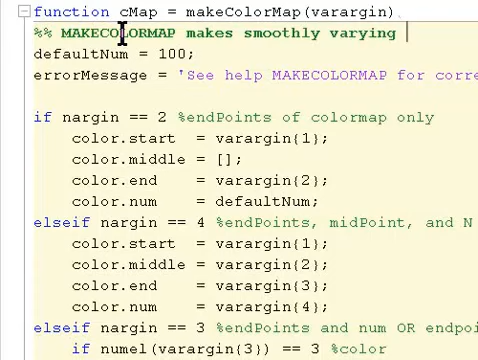 function cMap = makeColorMap(varargin)
%% MAKECOLORMAP makes smoothly varying
defaultNum = 100;
errorMessage = 'See help MAKECOLORMAP for corre
if nargin == 2 %endPoints of colormap only
color.start = varargin{1};
color.middle = [];
color.end = varargin{2};
color.num = defaultNum;
elseif nargin == 4 %endPoints, midPoint, and N
color.start = varargin{1};
color.middle = varargin{2};
color.end = varargin{3};
color.num = varargin{4};
elseif nargin == 3 %endPoints and num OR endpoi
if numel(varargin{3}) == 3 %color